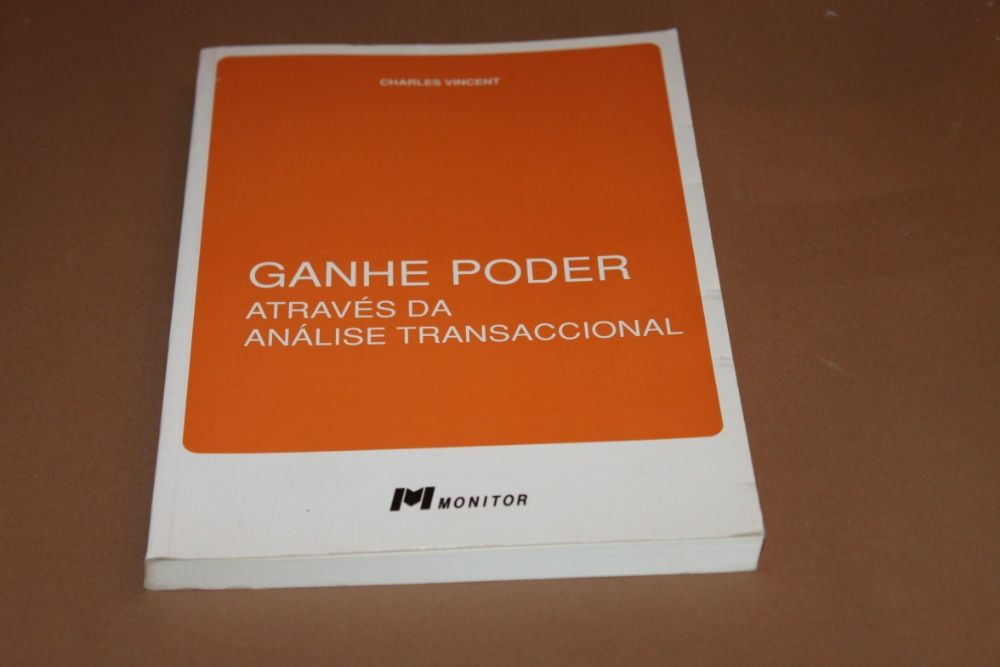 CHARLES VINCENT
GANHE PODER
ATRAVÉS DA
ANÁLISE TRANSACCIONAL
MONITOR